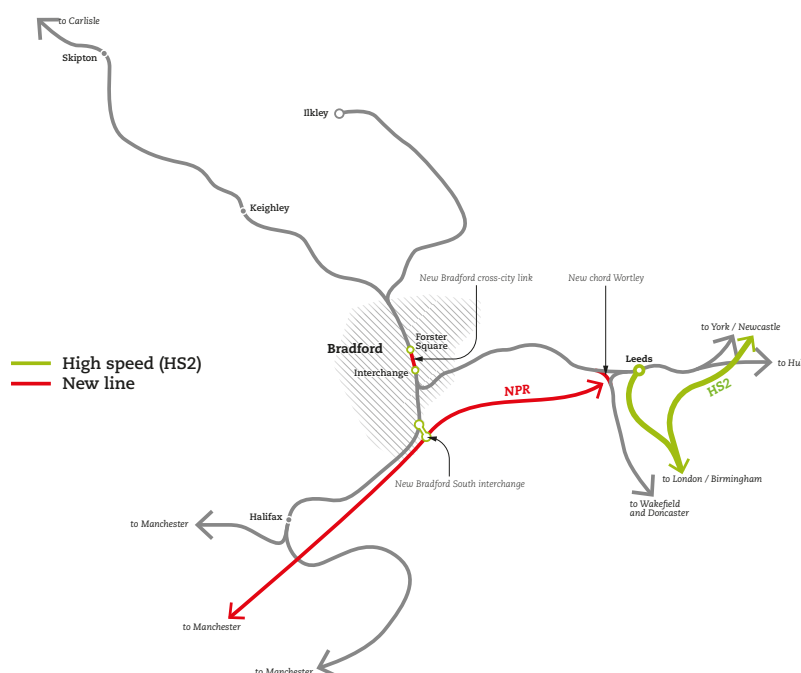 to Carlisle
Skipton
Ilkley
Keighley
New Bradford cross-city link
New chord Wortley
to York / Newcastle
Forster
Square
Bradford
Interchange
Leeds
to Hul
High speed (HS2)
New line
NPR
HS2
to London / Birmingham
New Bradford South interchange
to Wakefield
and Doncaster
Halifax
to Manchester
to Manchester
to Manchester